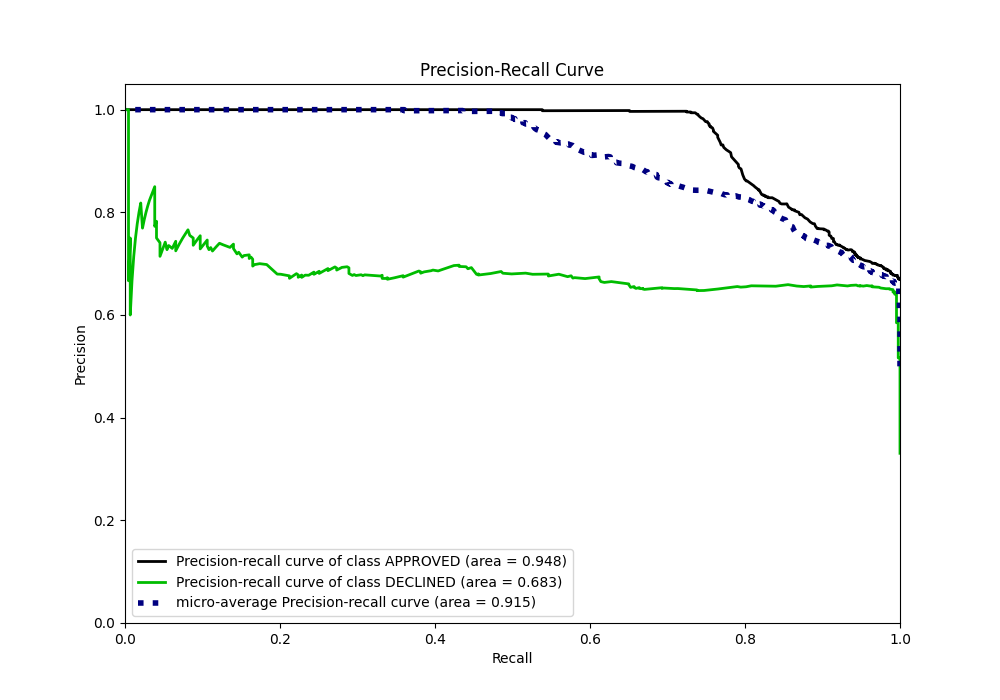 Precision-Recall Curve
1.0
0.8
0.6
0.4
0.2
0.0
Precision
Precision-recall curve of class APPROVED (area = 0.948)
Precision-recall curve of class DECLINED (area = 0.683)
micro-average Precision-recall curve (area = 0.915)
0.0 0.2 0.4 0.6 0.8 1.0
Recall